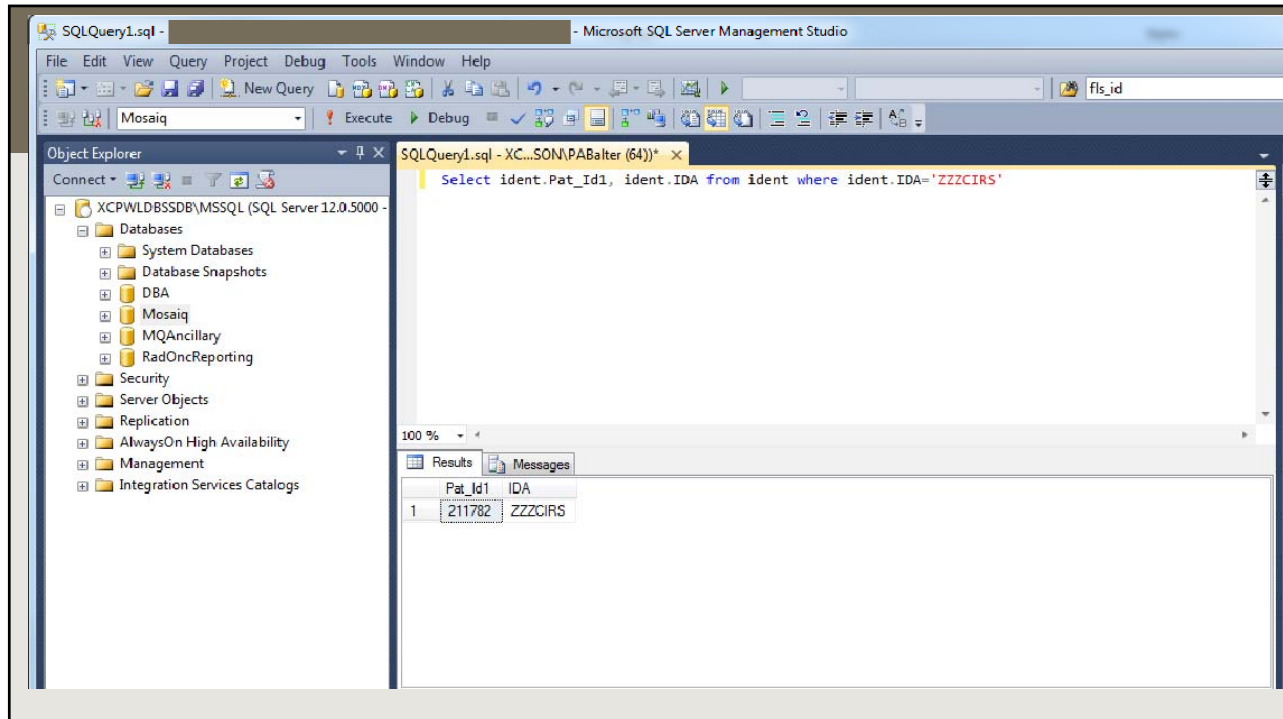 SQLQuery1.sql - - Microsoft SQL Server Management Studio
File Edit View Query Project Debug Tools Window Help
New Query
fls_id
Mosaiq
Execute Debug
Object Explorer
Connect
XCPWLDBSSDB\MSSQL (SQL Server 12.0.5000 -
Databases
System Databases
Database Snapshots
DBA
Mosaiq
MQAncillary
RadOncReporting
Security
Server Objects
Replication
AlwaysOn High Availability
Management
Integration Services Catalogs
SQLQuery1.sql - XC...SON\PABalter (64))*
Select ident.Pat_Id1, ident.IDA from ident where ident.IDA='ZZZCIRS'
100 %
Results Messages
Pat_Id1 IDA
1 211782 ZZZCIRS